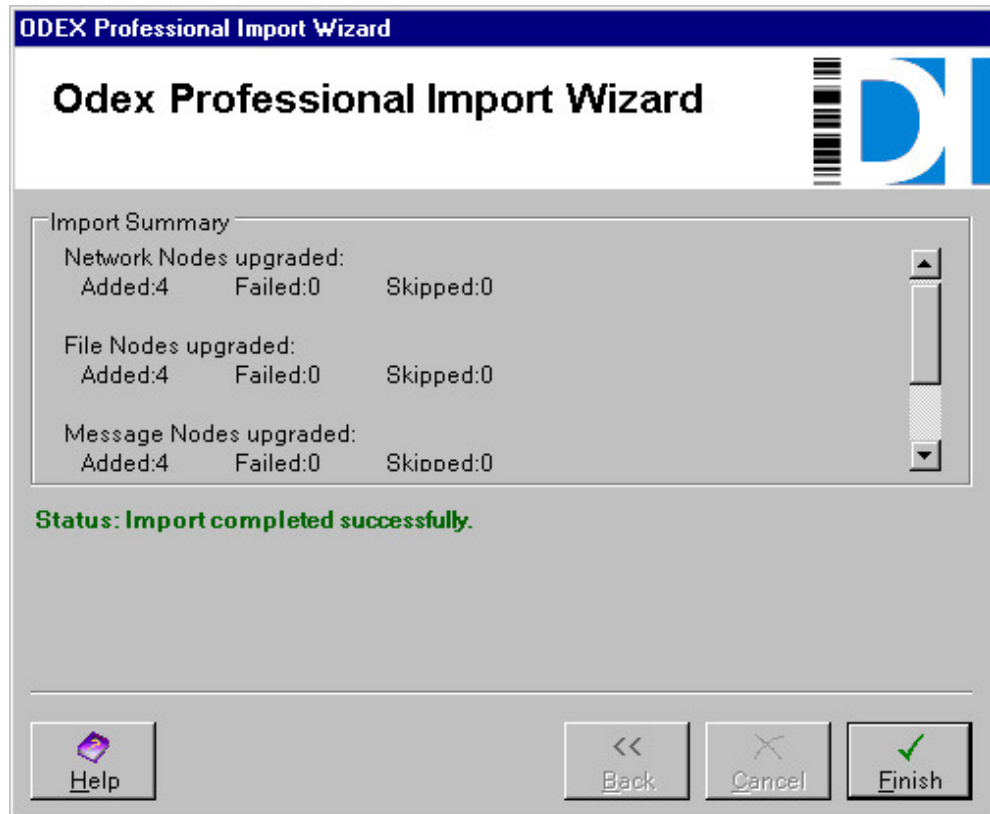 ODEX Professional Import Wizard
Odex Professional Import Wizard
DI
Import Summary
Network Nodes upgraded:
Added:4 Failed:0 Skipped:0
File Nodes upgraded:
Added:4 Failed:0 Skipped:0
Message Nodes upgraded:
Added:4 Failed:0 Skipped:0
Status: Import completed successfully.
Help
<< Back
Cancel
Finish